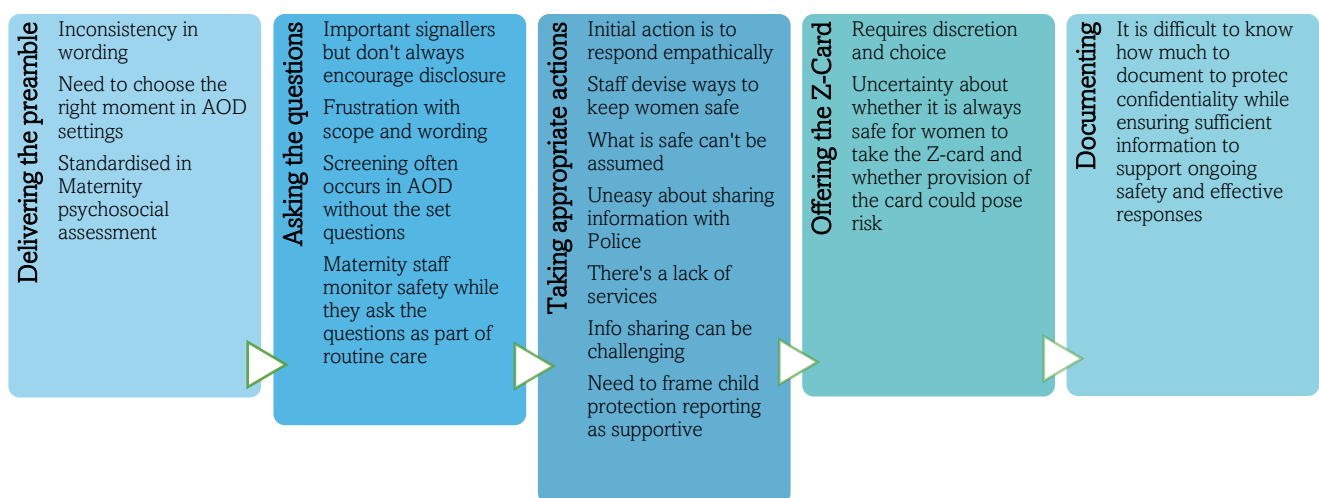 Delivering the preamble
Inconsistency in
wording
Need to choose the
right moment in AOD
settings
Standardised in
Maternity
psychosocial
assessment
Asking the questions
Important signallers
but don't always
encourage disclosure
Frustration with
scope and wording
Screening often
occurs in AOD
without the set
questions
Maternity staff
monitor safety while
they ask the
questions as part of
routine care
Taking appropriate actions
Initial action is to
respond empathically
Staff devise ways to
keep women safe
What is safe can't be
assumed
Uneasy about sharing
information with
Police
There's a lack of
services
Info sharing can be
challenging
Need to frame child
protection reporting
as supportive
Offering the Z-Card
Requires discretion
and choice
Uncertainty about
whether it is always
safe for women to
take the Z-card and
whether provision of
the card could pose
risk
Documenting
It is difficult to know
how much to
document to protec
confidentiality while
ensuring sufficient
information to
support ongoing
safety and effective
responses